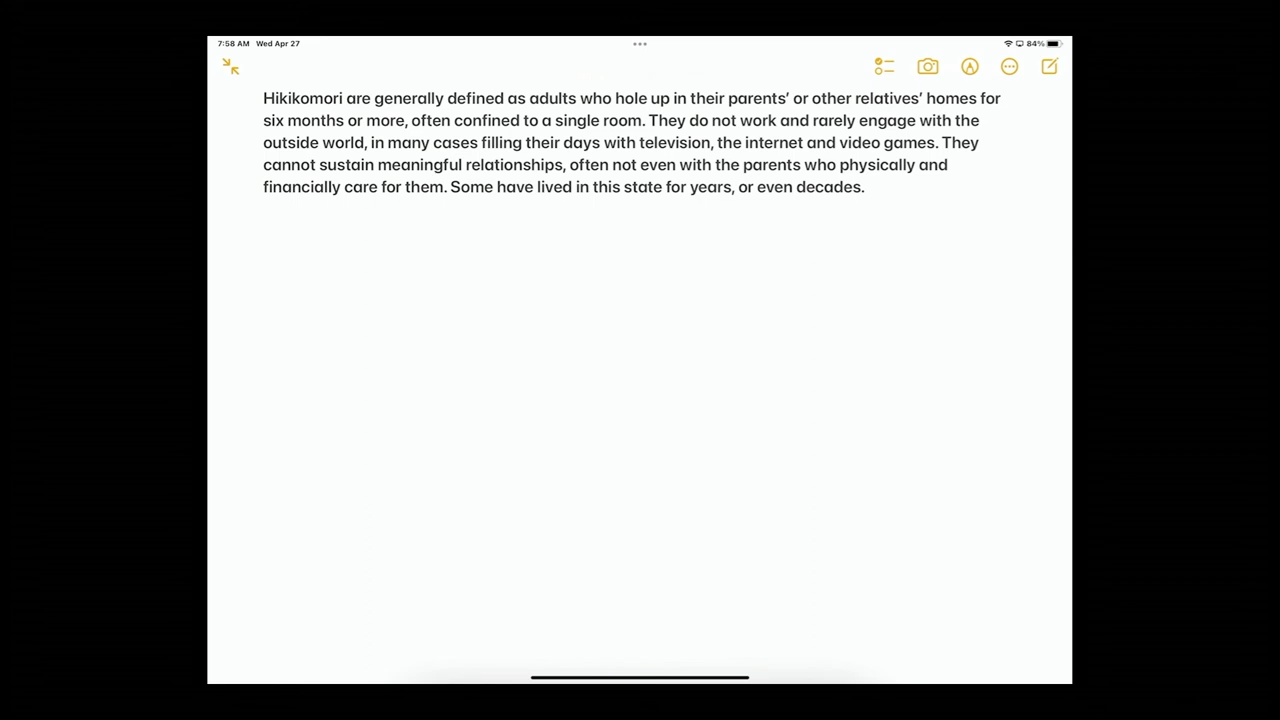 7:58 AM Wed Apr 27
84%
Hikikomori are generally defined as adults who hole up in their parents’ or other relatives’ homes for
six months or more, often confined to a single room. They do not work and rarely engage with the
outside world, in many cases filling their days with television, the internet and video games. They
cannot sustain meaningful relationships, often not even with the parents who physically and
financially care for them. Some have lived in this state for years, or even decades.